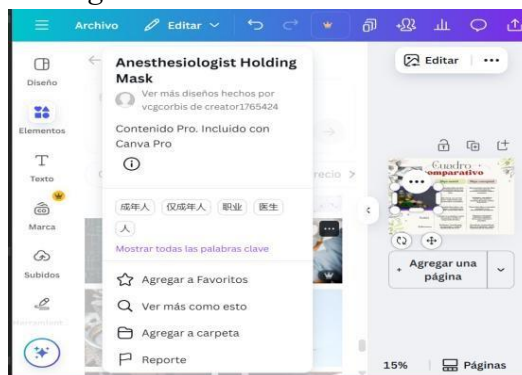 Archivo
Editar
Diseño
Elementos
Texto
Marca
Subidos
Anesthesiologist Holding
Mask
Ver más diseños hechos por
vcgcorbis de creator1765424
Contenido Pro. Incluido con
Canva Pro
recio
成年人 仅成年人 职业 医生
人
Mostrar todas las palabras clave
Agregar a Favoritos
Ver más como esto
Agregar a carpeta
Reporte
Editar
Cuadro
comparativo
Agregar una
página
15%
Páginas